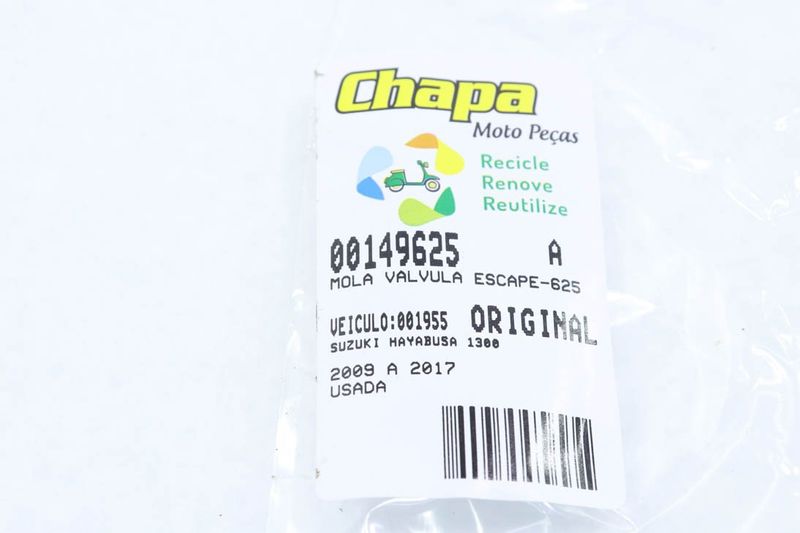 Chapa
Moto Peças
Recicle
Renove
Reutilize
00149625 A
MOLA VALVULA ESCAPE-625
VEICULO:001955 ORIGINAL
SUZUKI HAYABUSA 1300
2009 A 2017
USADA